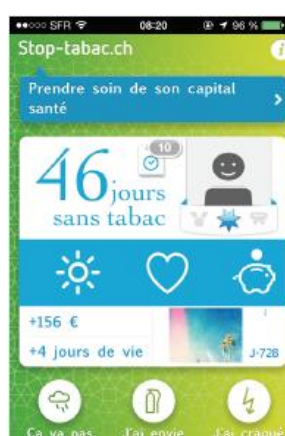 SFR 08:20 96 %
Stop-tabac.ch i
Prendre soin de son capital
santé
10
46 jours
sans tabac
+156 €
+4 jours de vie
J-728
Ça va pas J'ai envie J'ai craqué